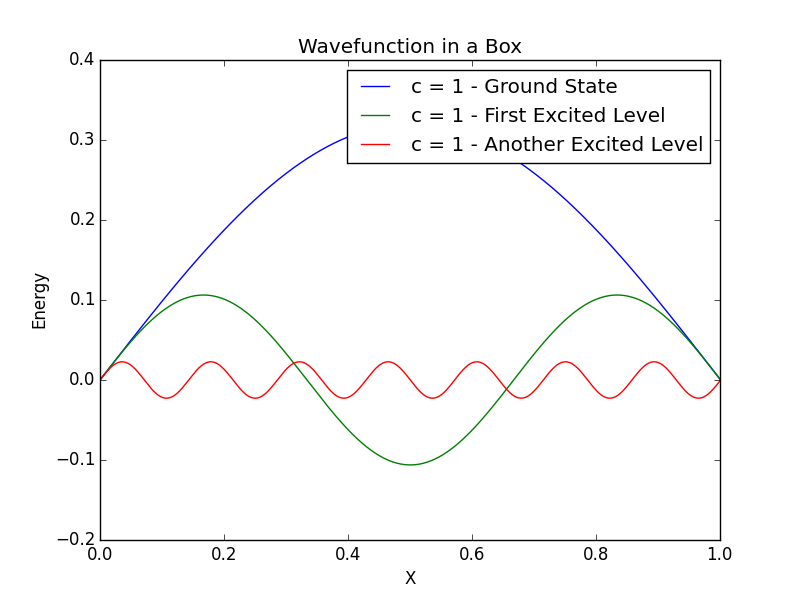 Wavefunction in a Box
c = 1 - Ground State
c = 1 - First Excited Level
c = 1 - Another Excited Level
Energy
0.4
0.3
0.2
0.1
0.0
−0.1
−0.2
0.0 0.2 0.4 0.6 0.8 1.0
X